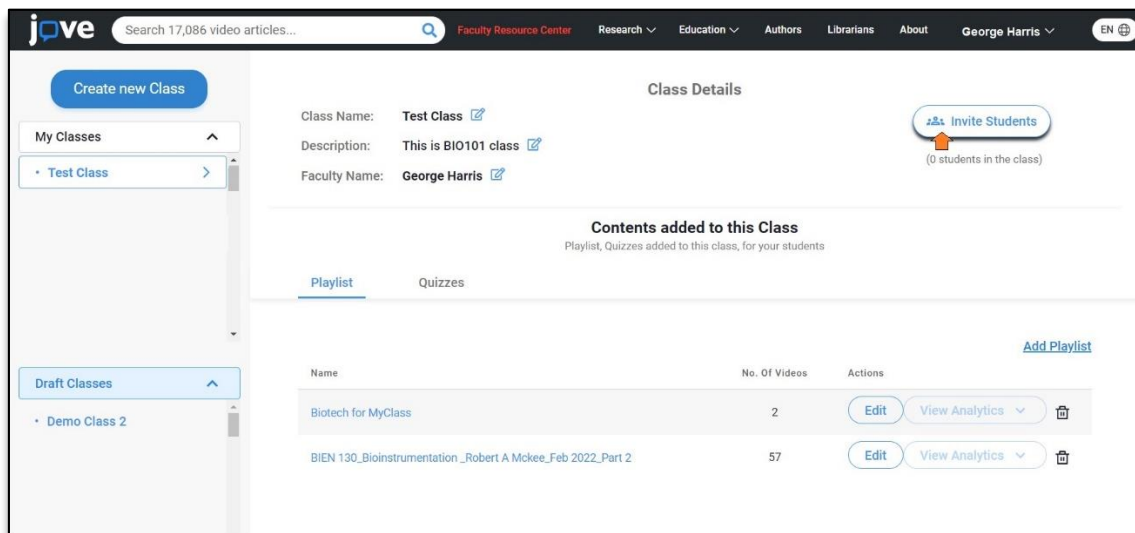 jove
Search 17,086 video articles...
Faculty Resource Center
Research
Education
Authors
Librarians
About
George Harris
EN
Create new Class
My Classes
• Test Class
Draft Classes
• Demo Class 2
Class Details
Class Name: Test Class
Description: This is BIO101 class
Faculty Name: George Harris
Invite Students
(0 students in the class)
Contents added to this Class
Playlist, Quizzes added to this class, for your students
Playlist Quizzes
Add Playlist
Name No. Of Videos Actions
Biotech for MyClass 2 Edit View Analytics
BIEN 130_Bioinstrumentation _Robert A Mckee_Feb 2022_Part 2 57 Edit View Analytics